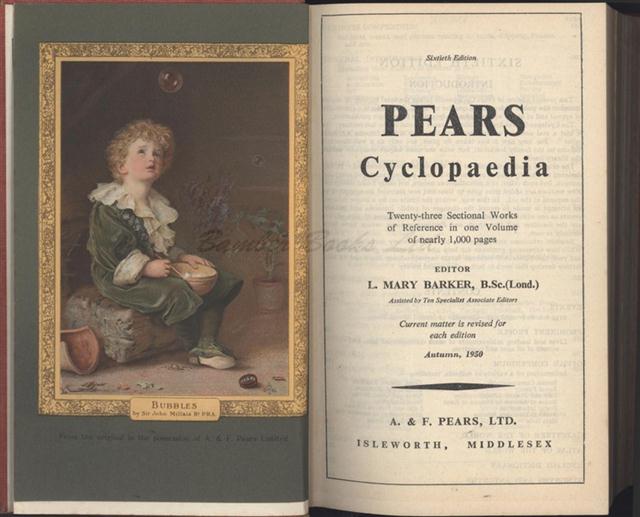 BUBBLES
by Sir John Millais Bt P.R.A.
From the original in the possession of A. & F. Pears Limited
Bamber Books
Sixtieth Edition
PEARS
Cyclopaedia
Twenty-three Sectional Works
of Reference in one Volume
of nearly 1,000 pages
EDITOR
L. MARY BARKER, B.Sc.(Lond.)
Assisted by Ten Specialist Associate Editors
Current matter is revised for
each edition
Autumn, 1950
A. & F. PEARS, LTD.
ISLEWORTH, MIDDLESEX